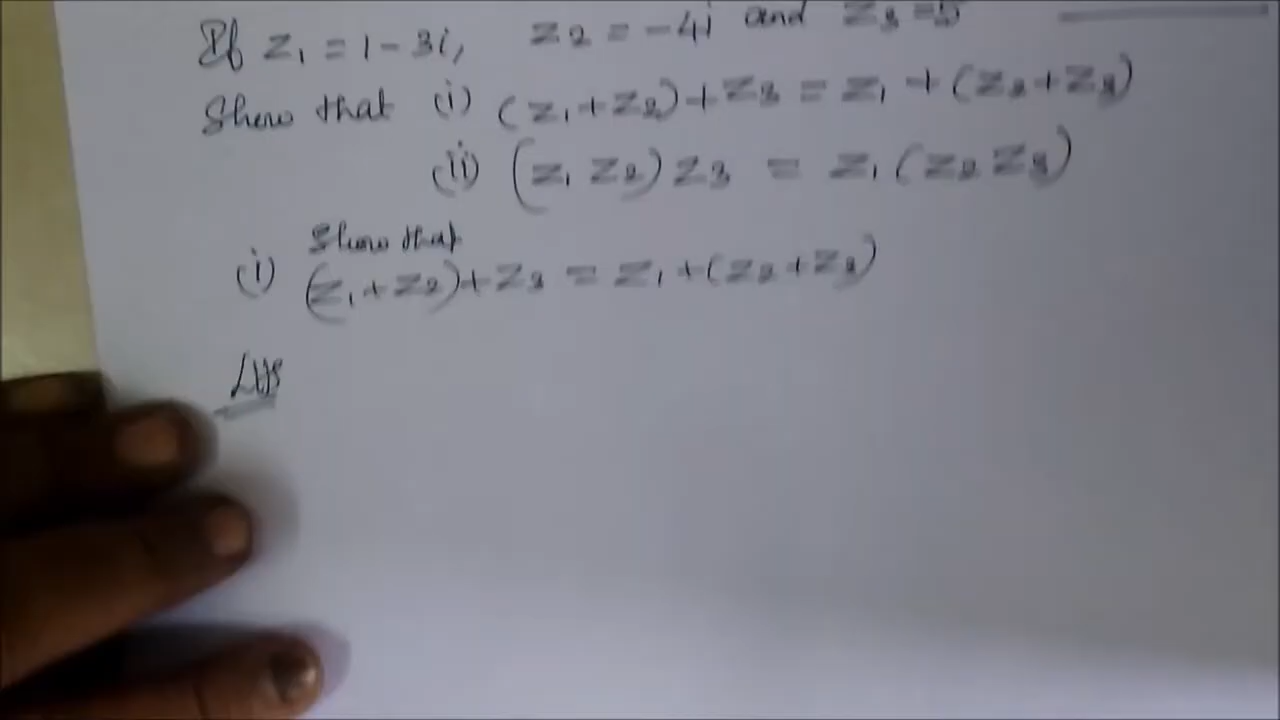 If z₁ = 1 - 3i, z₂ = -4i and z₃ = 5
Show that (i) (z₁+z₂)+z₃ = z₁ + (z₂+z₃)
(ii) (z₁ z₂) z₃ = z₁ (z₂ z₃)
Show that
(i) (z₁+z₂)+z₃ = z₁+(z₂+z₃)
LHS